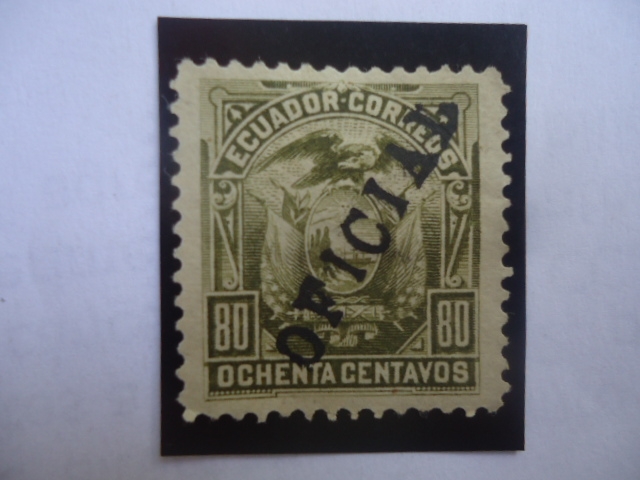 ECUADOR·CORREOS
OFICIAL
80 80
OCHENTA CENTAVOS